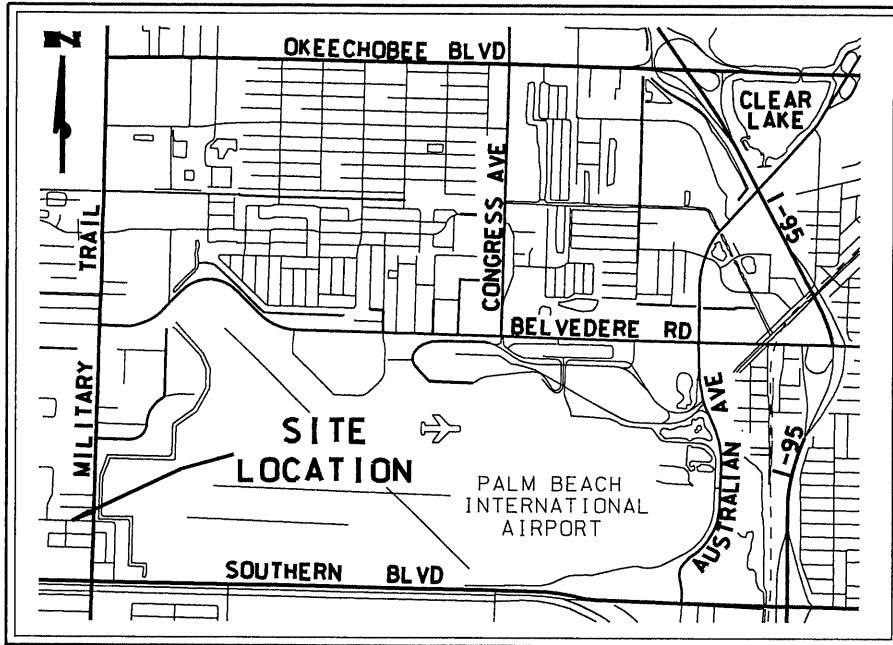 N
OKEECHOBEE BLVD
CLEAR
LAKE
CONGRESS AVE
I-95
MILITARY TRAIL
BELVEDERE RD
SITE
LOCATION
AUSTRALIAN AVE
I-95
PALM BEACH
INTERNATIONAL
AIRPORT
SOUTHERN BLVD